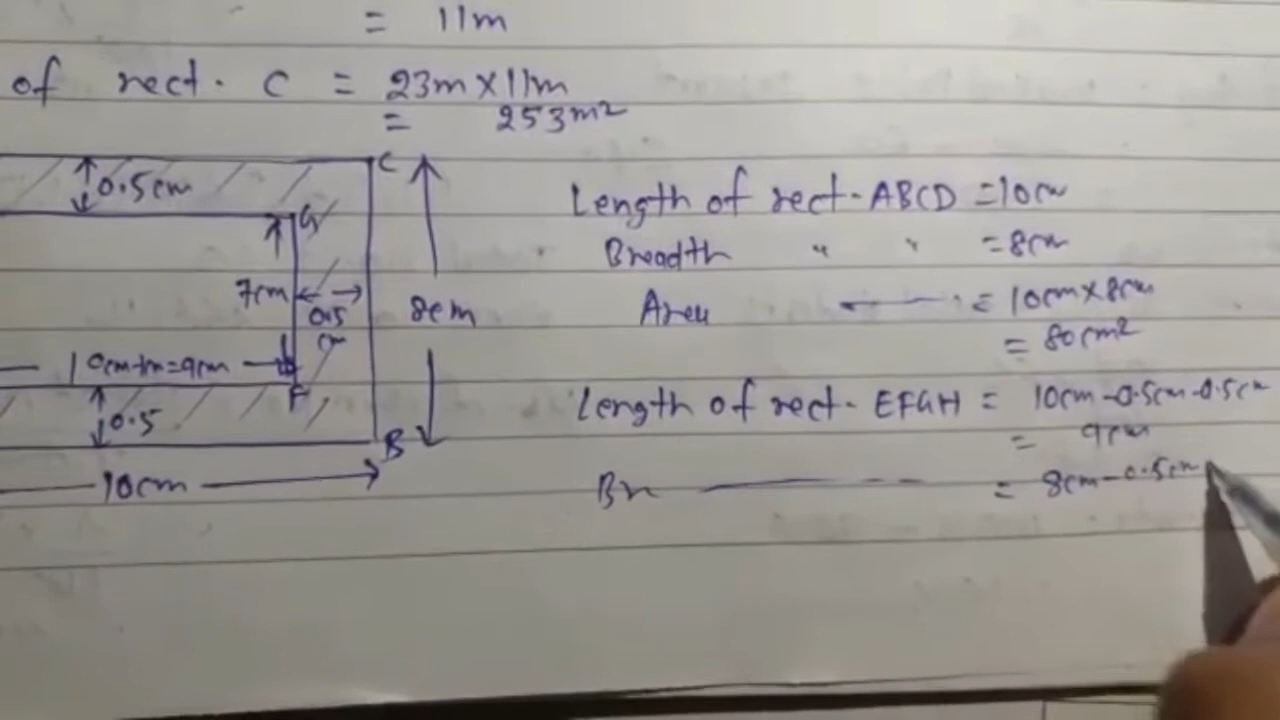 = 11m
of rect. C = 23m×11m
= 253m²
C
0.5cm
G
7cm
0.5
cm
8cm
=9cm
F
0.5
B
10cm
Length of rect. ABCD = 10cm
Breadth " " = 8cm
Area = 10cm×8cm
= 80cm²
Length of rect. EFGH = 10cm-0.5cm-0.5cm
= 9cm
Br = 8cm-0.5cm